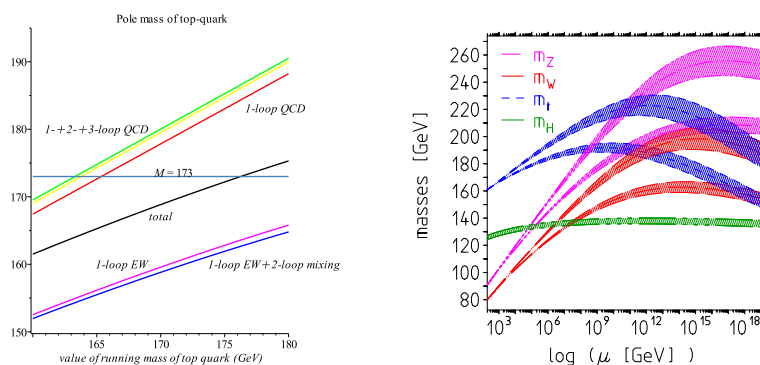 Pole mass of top-quark
190
180
170
160
150
1-+2-+3-loop QCD
1-loop QCD
M = 173
total
1-loop EW
1-loop EW+2-loop mixing
165
170
175
180
value of running mass of top quark (GeV)
260
240
220
200
180
160
140
120
100
80
masses [GeV]
m_Z
m_W
m_t
m_H
10^3
10^6
10^9
10^12
10^15
10^18
log (μ [GeV] )